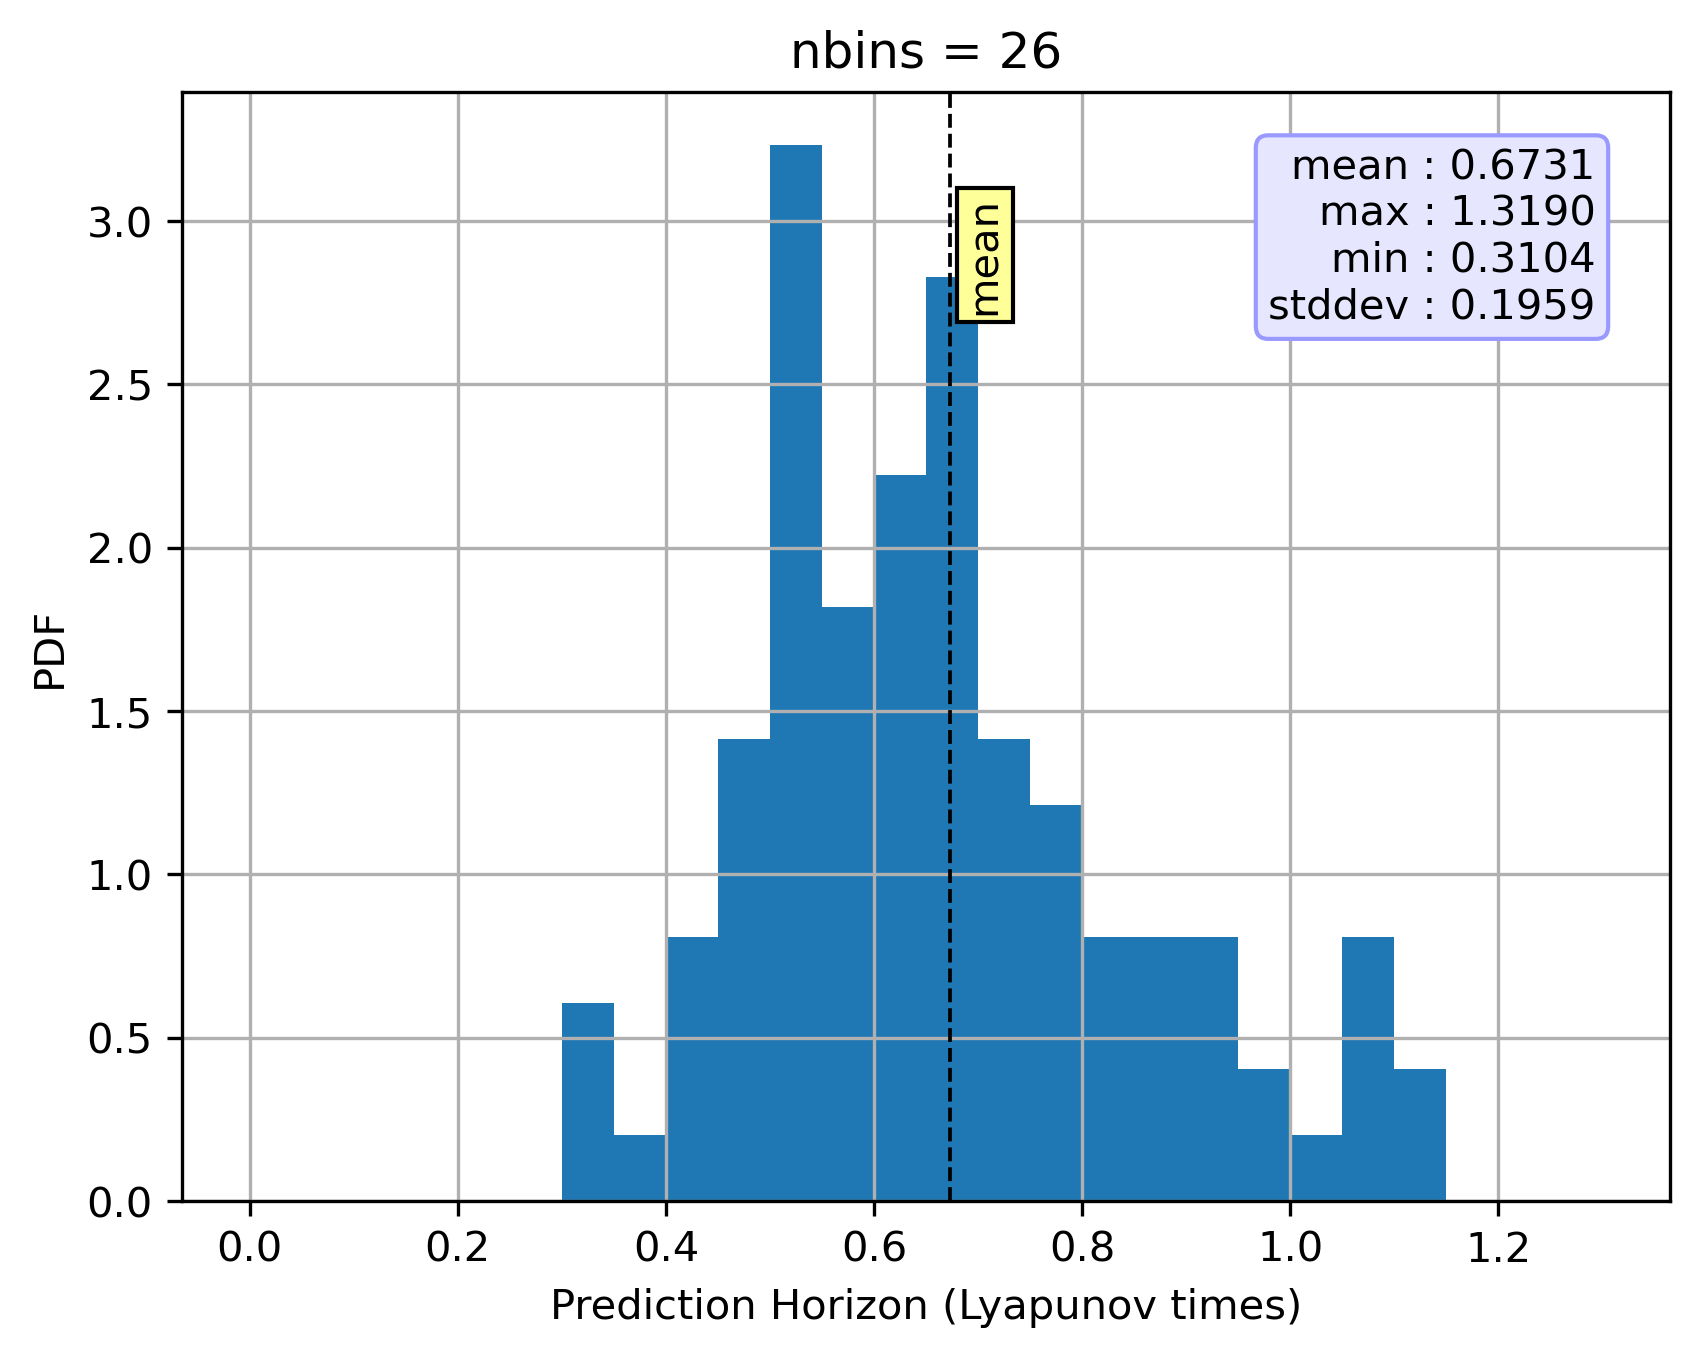 nbins = 26
mean : 0.6731
max : 1.3190
min : 0.3104
stddev : 0.1959
mean
3.0
2.5
2.0
1.5
1.0
0.5
0.0
PDF
0.0 0.2 0.4 0.6 0.8 1.0 1.2
Prediction Horizon (Lyapunov times)